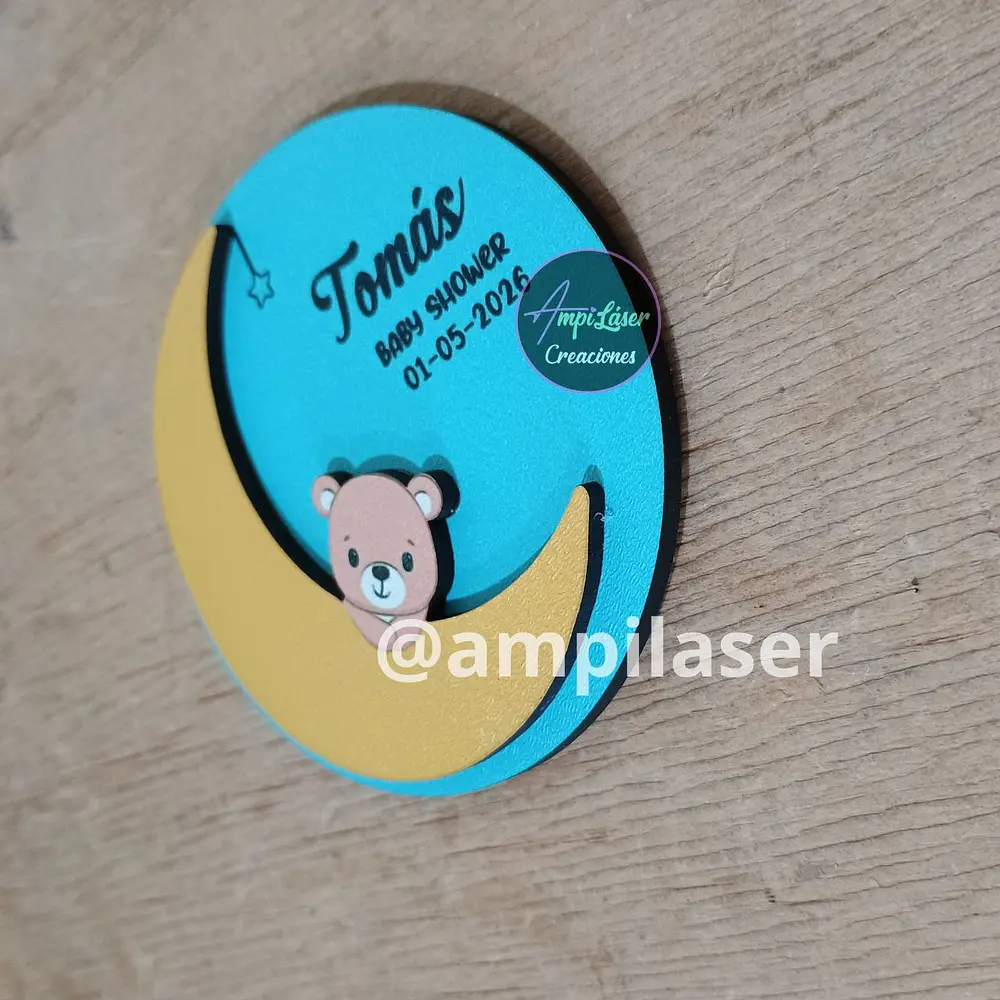 Tomás
BABY SHOWER
01-05-2026
AmpiLáser
Creaciones
@ampilaser